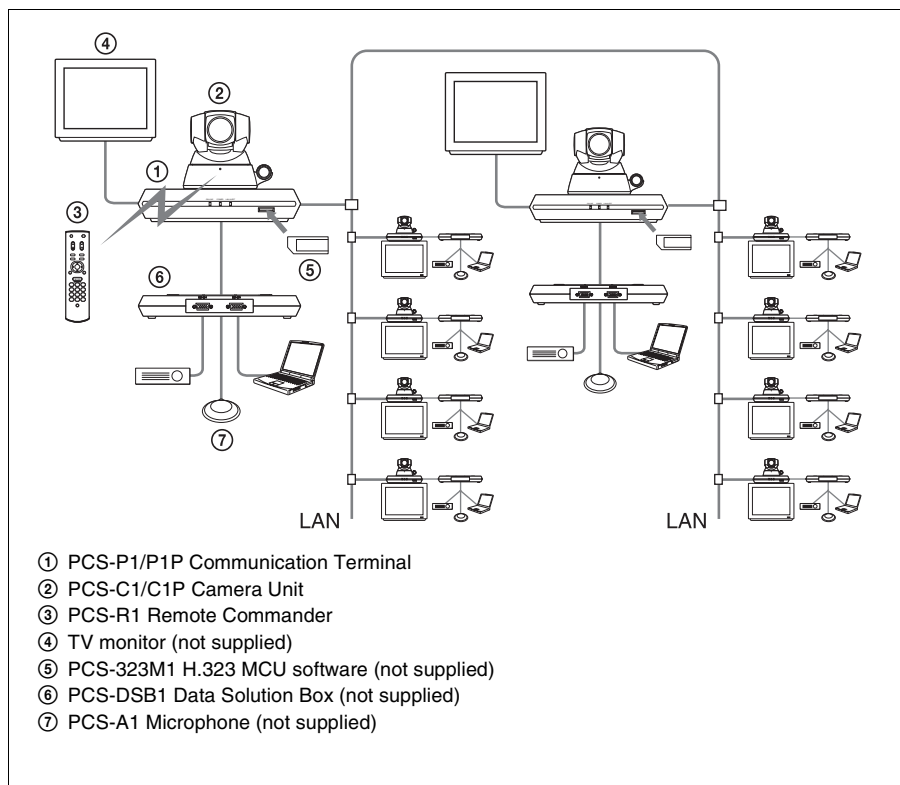 ④
②
①
③
⑤
⑥
⑦
LAN
LAN
① PCS-P1/P1P Communication Terminal
② PCS-C1/C1P Camera Unit
③ PCS-R1 Remote Commander
④ TV monitor (not supplied)
⑤ PCS-323M1 H.323 MCU software (not supplied)
⑥ PCS-DSB1 Data Solution Box (not supplied)
⑦ PCS-A1 Microphone (not supplied)